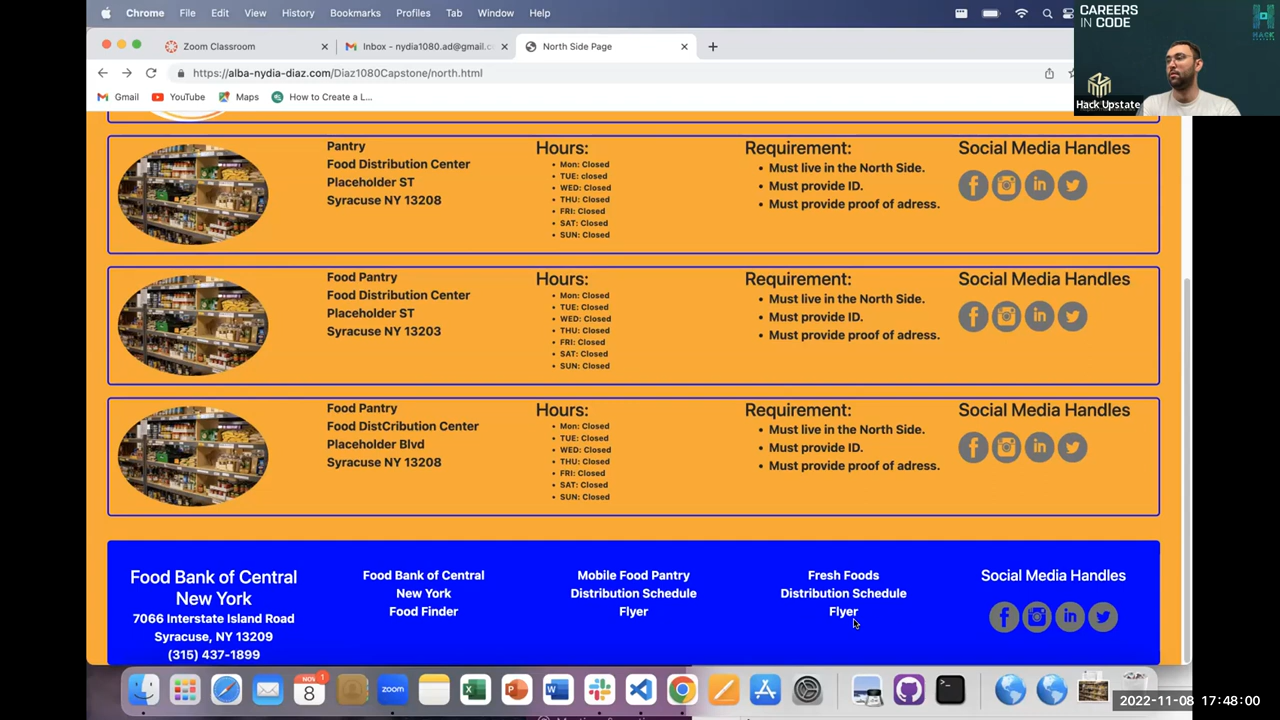 Chrome File Edit View History Bookmarks Profiles Tab Window Help
CAREERS
IN CODE
HACK
UPSTATE
Zoom Classroom
Inbox - nydia1080.ad@gmail.c
North Side Page
https://alba-nydia-diaz.com/Diaz1080Capstone/north.html
Gmail YouTube Maps How to Create a L...
Hack Upstate
Pantry
Food Distribution Center
Placeholder ST
Syracuse NY 13208
Hours:
Mon: Closed
TUE: closed
WED: Closed
THU: Closed
FRI: Closed
SAT: Closed
SUN: Closed
Requirement:
Must live in the North Side.
Must provide ID.
Must provide proof of adress.
Social Media Handles
Food Pantry
Food Distribution Center
Placeholder ST
Syracuse NY 13203
Hours:
Mon: Closed
TUE: Closed
WED: Closed
THU: Closed
FRI: Closed
SAT: Closed
SUN: Closed
Requirement:
Must live in the North Side.
Must provide ID.
Must provide proof of adress.
Social Media Handles
Food Pantry
Food DistCribution Center
Placeholder Blvd
Syracuse NY 13208
Hours:
Mon: Closed
TUE: Closed
WED: Closed
THU: Closed
FRI: Closed
SAT: Closed
SUN: Closed
Requirement:
Must live in the North Side.
Must provide ID.
Must provide proof of adress.
Social Media Handles
Food Bank of Central
New York
7066 Interstate Island Road
Syracuse, NY 13209
(315) 437-1899
Food Bank of Central
New York
Food Finder
Mobile Food Pantry
Distribution Schedule
Flyer
Fresh Foods
Distribution Schedule
Flyer
Social Media Handles
NOV
8
1
zoom
2022-11-08 17:48:00